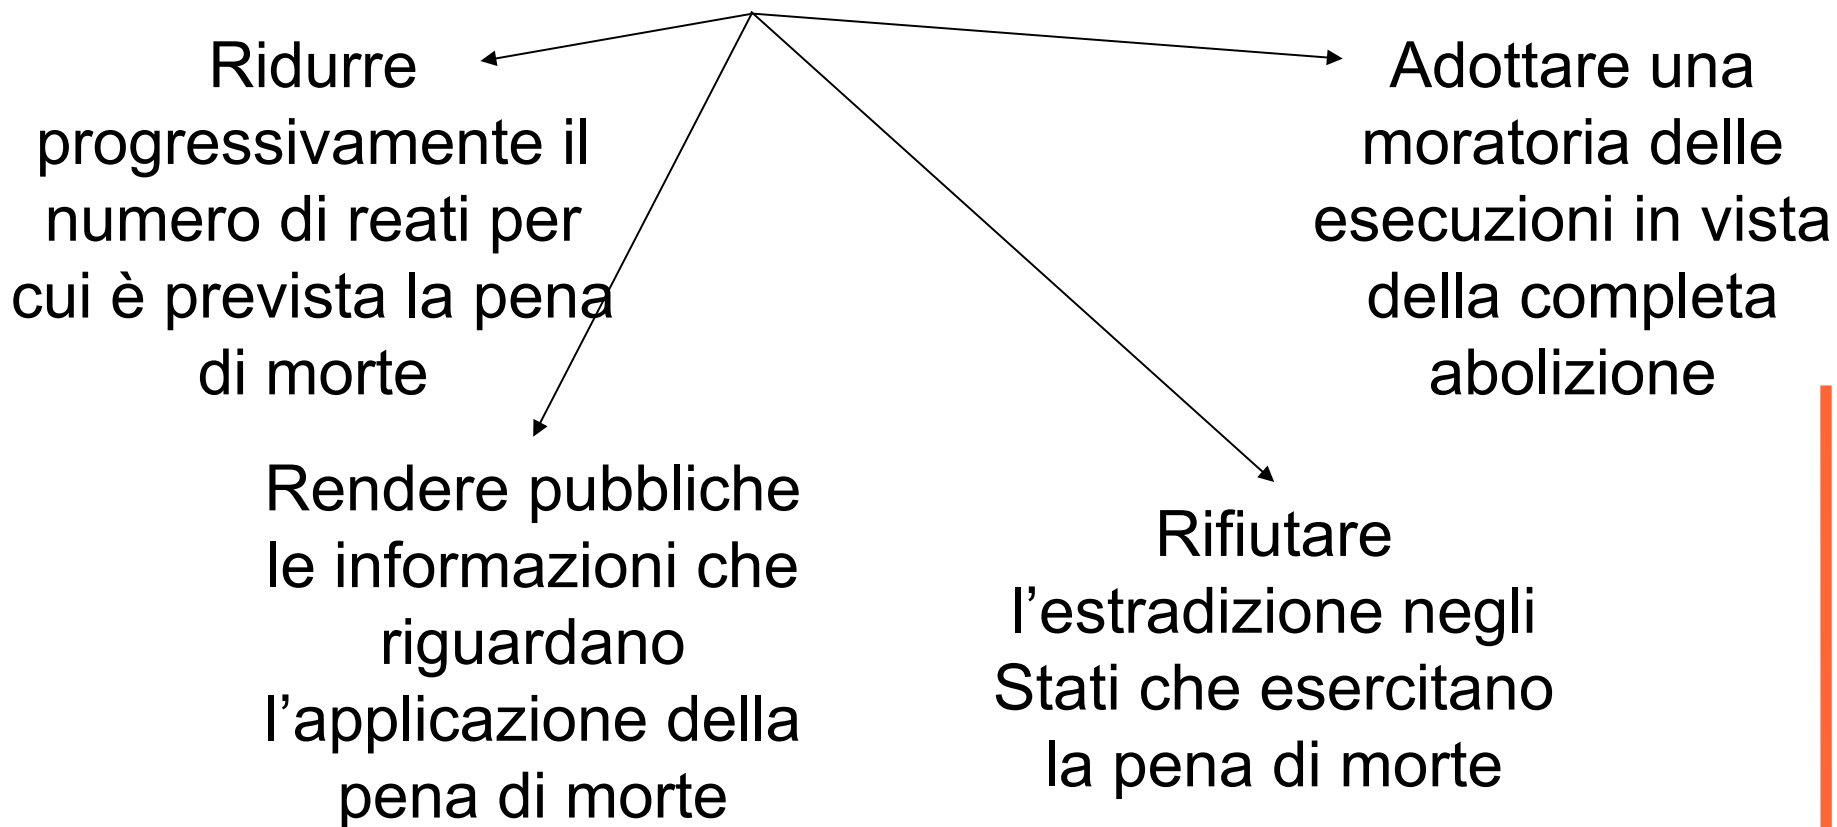 Ridurre
progressivamente il
numero di reati per
cui è prevista la pena
di morte
Adottare una
moratoria delle
esecuzioni in vista
della completa
abolizione
Rendere pubbliche
le informazioni che
riguardano
l’applicazione della
pena di morte
Rifiutare
l’estradizione negli
Stati che esercitano
la pena di morte